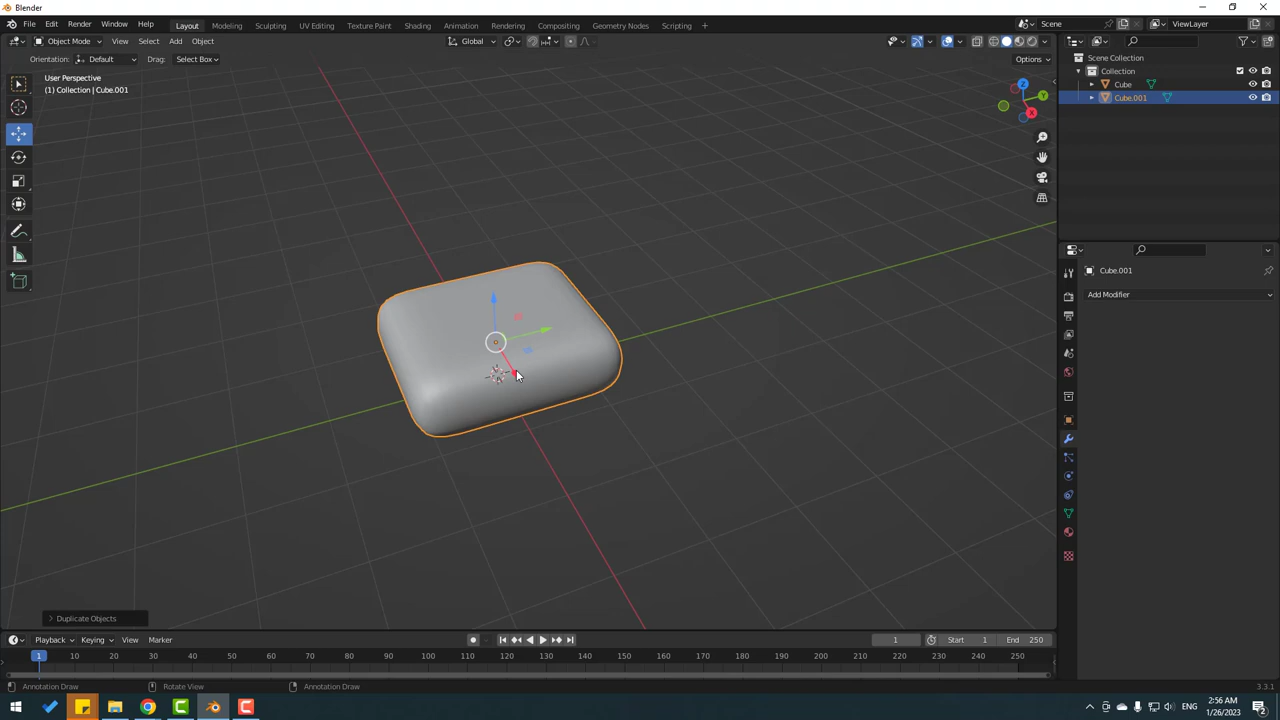 Blender
File Edit Render Window Help
Layout Modeling Sculpting UV Editing Texture Paint Shading Animation Rendering Compositing Geometry Nodes Scripting +
Scene
ViewLayer
Object Mode View Select Add Object
Global
Orientation: Default Drag: Select Box
Options
User Perspective
(1) Collection | Cube.001
Z
Y
X
Scene Collection
Collection
Cube
Cube.001
Cube.001
Add Modifier
> Duplicate Objects
Playback Keying View Marker
1
Start 1
End 250
1 10 20 30 40 50 60 70 80 90 100 110 120 130 140 150 160 170 180 190 200 210 220 230 240 250
Annotation Draw
Rotate View
Annotation Draw
3.3.1
ENG
2:56 AM
1/26/2023
2